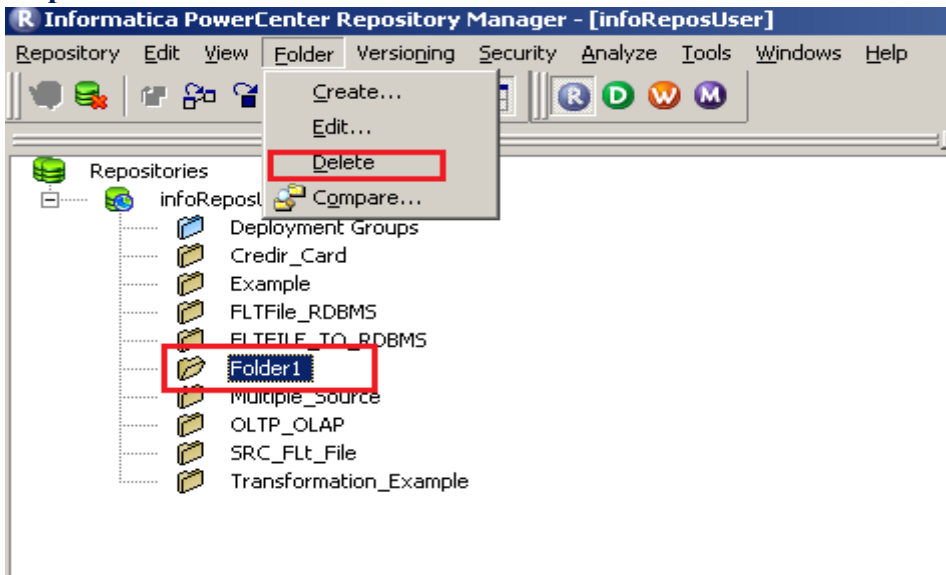 Informatica PowerCenter Repository Manager - [infoReposUser]
Repository Edit View Folder Versioning Security Analyze Tools Windows Help
R D W M
Create...
Edit...
Delete
Compare...
Repositories
Deployment Groups
Credir_Card
Example
FLTFile_RDBMS
FLTFILE_TO_RDBMS
Folder1
Multiple_Source
OLTP_OLAP
SRC_FLt_File
Transformation_Example